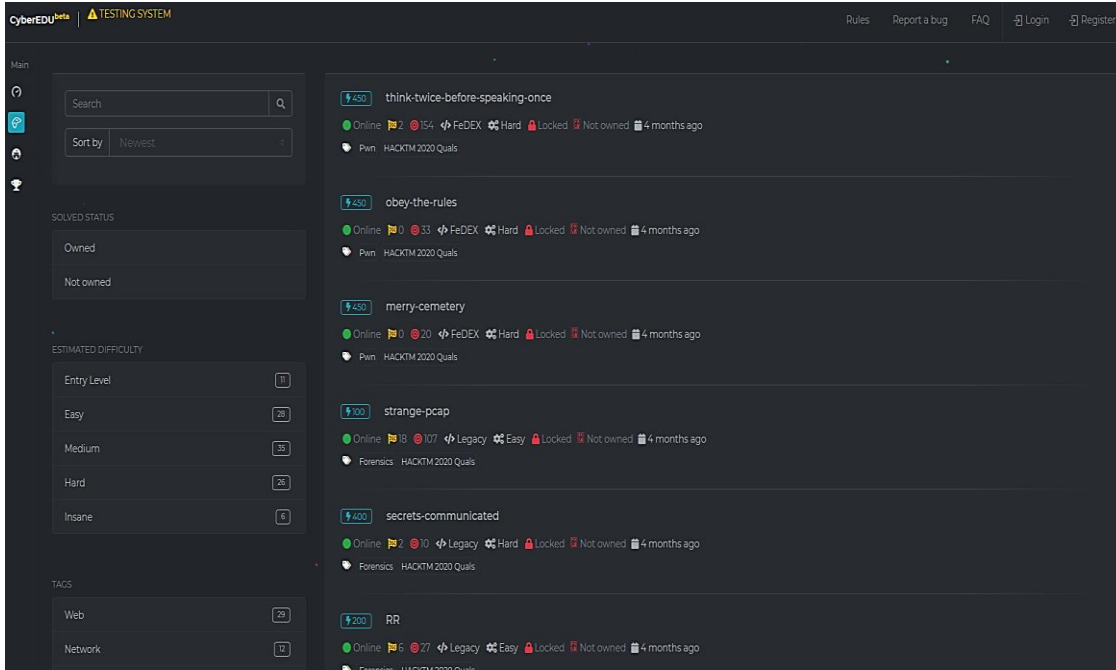 CyberEDU beta TESTING SYSTEM
Rules Report a bug FAQ Login Register
Main
Search
Sort by Newest
SOLVED STATUS
Owned
Not owned
ESTIMATED DIFFICULTY
Entry Level 11
Easy 28
Medium 35
Hard 26
Insane 6
TAGS
Web 29
Network 12
450 think-twice-before-speaking-once
Online 2 154 FeDEX Hard Locked Not owned 4 months ago
Pwn HACKTM 2020 Quals
450 obey-the-rules
Online 0 33 FeDEX Hard Locked Not owned 4 months ago
Pwn HACKTM 2020 Quals
450 merry-cemetery
Online 0 20 FeDEX Hard Locked Not owned 4 months ago
Pwn HACKTM 2020 Quals
100 strange-pcap
Online 18 107 Legacy Easy Locked Not owned 4 months ago
Forensics HACKTM 2020 Quals
400 secrets-communicated
Online 2 10 Legacy Hard Locked Not owned 4 months ago
Forensics HACKTM 2020 Quals
200 RR
Online 6 27 Legacy Easy Locked Not owned 4 months ago
Forensics HACKTM 2020 Quals